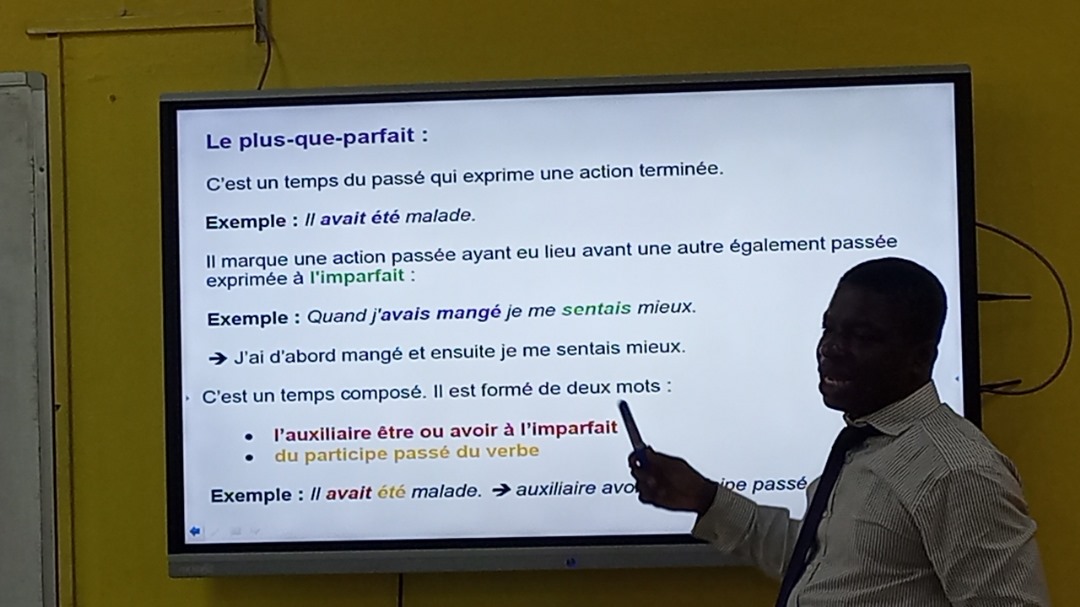 Le plus-que-parfait :
C'est un temps du passé qui exprime une action terminée.
Exemple : Il avait été malade.
Il marque une action passée ayant eu lieu avant une autre également passée
exprimée à l'imparfait :
Exemple : Quand j'avais mangé je me sentais mieux.
➔ J'ai d'abord mangé et ensuite je me sentais mieux.
C'est un temps composé. Il est formé de deux mots :
• l'auxiliaire être ou avoir à l'imparfait
• du participe passé du verbe
Exemple : Il avait été malade. ➔ auxiliaire passé